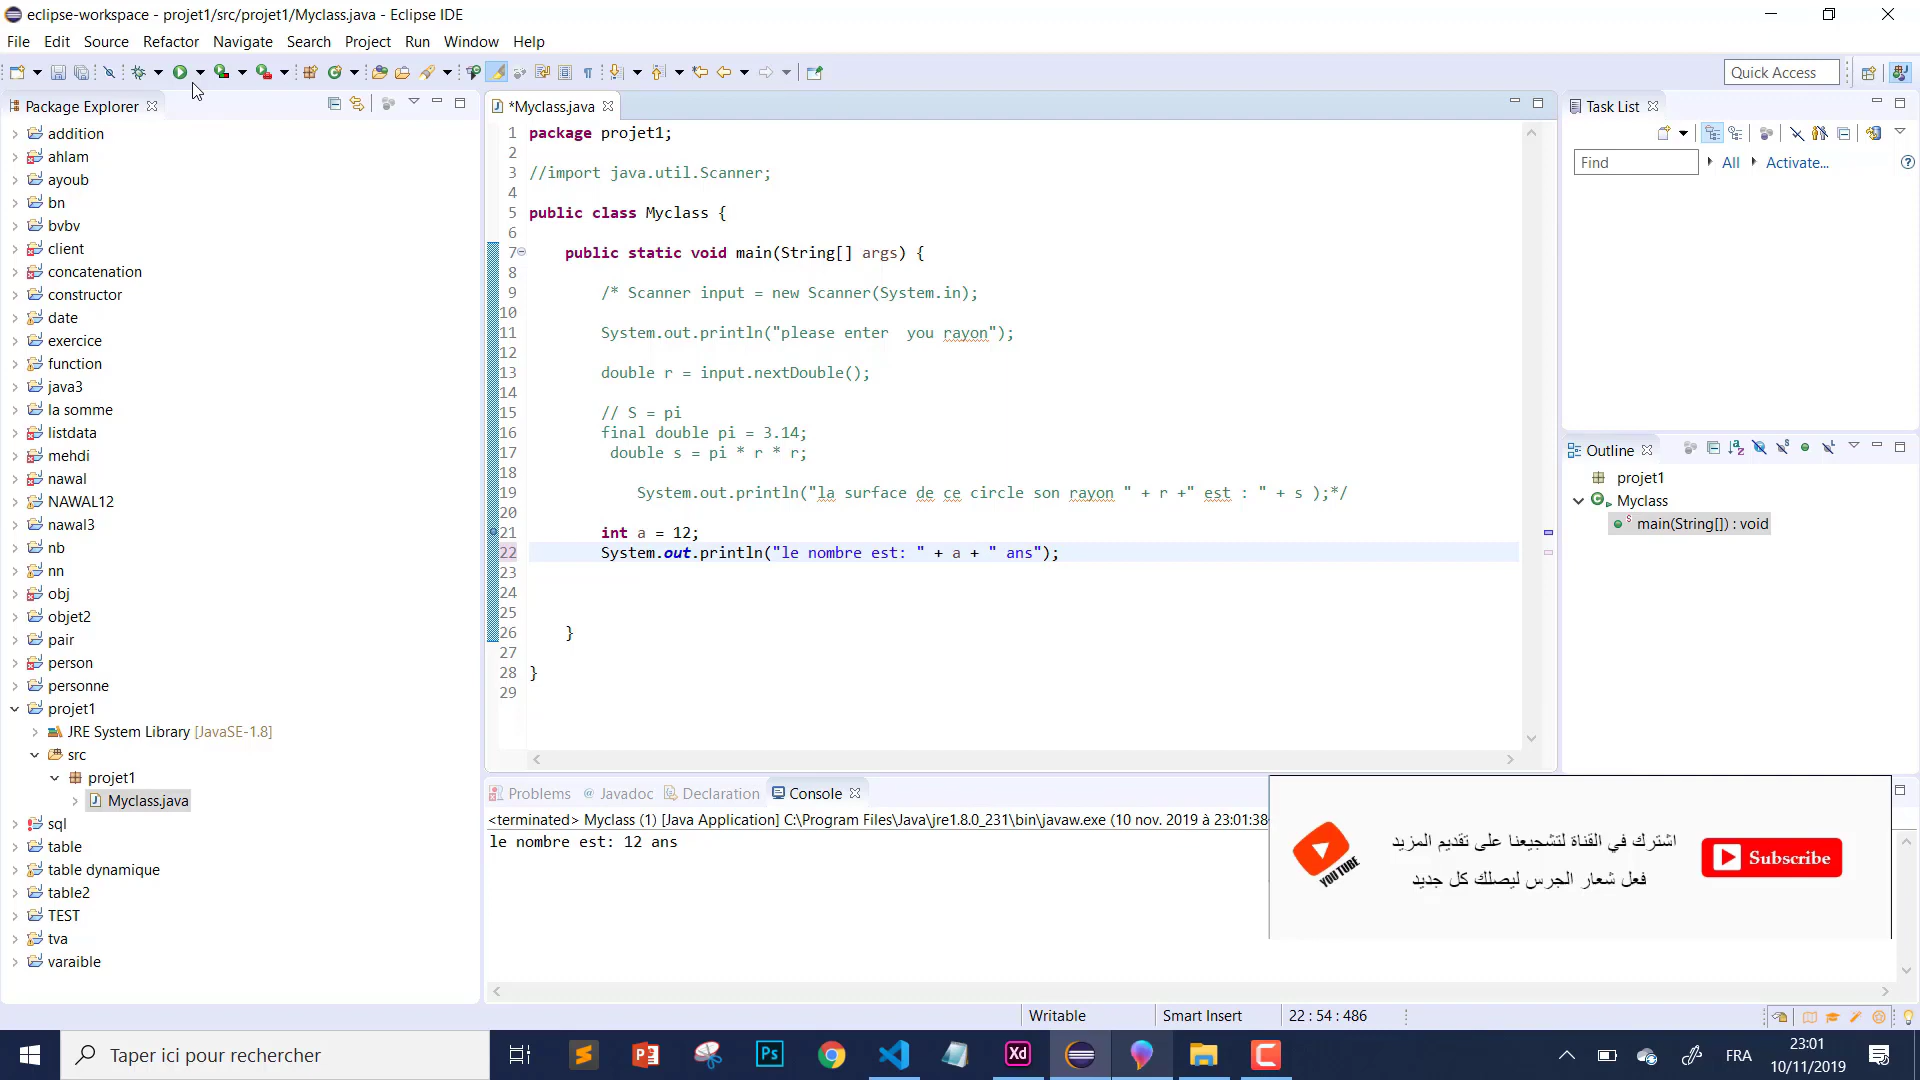 eclipse-workspace - projet1/src/projet1/Myclass.java - Eclipse IDE
File Edit Source Refactor Navigate Search Project Run Window Help
Quick Access
Package Explorer
addition
ahlam
ayoub
bn
bvbv
client
concatenation
constructor
date
exercice
function
java3
la somme
listdata
mehdi
nawal
NAWAL12
nawal3
nb
nn
obj
objet2
pair
person
personne
projet1
JRE System Library [JavaSE-1.8]
src
projet1
Myclass.java
sql
table
table dynamique
table2
TEST
tva
varaible
*Myclass.java
1 package projet1;
2
3 //import java.util.Scanner;
4
5 public class Myclass {
6
7 public static void main(String[] args) {
8
9 /* Scanner input = new Scanner(System.in);
10
11 System.out.println("please enter  you rayon");
12
13 double r = input.nextDouble();
14
15 // S = pi
16 final double pi = 3.14;
17 double s = pi * r * r;
18
19 System.out.println("la surface de ce circle son rayon " + r +" est : " + s );*/
20
21 int a = 12;
22 System.out.println("le nombre est: " + a + " ans");
23
24
25
26 }
27
28 }
29
Task List
Find All Activate...
Outline
projet1
Myclass
main(String[]) : void
Problems @ Javadoc Declaration Console
<terminated> Myclass (1) [Java Application] C:\Program Files\Java\jre1.8.0_231\bin\javaw.exe (10 nov. 2019 à 23:01:38
le nombre est: 12 ans
YOUTUBE
اشترك في القناة لتشجيعنا على تقديم المزيد
فعل شعار الجرس ليصلك كل جديد
Subscribe
Writable Smart Insert 22 : 54 : 486
Taper ici pour rechercher
Ps
Xd
FRA
23:01
10/11/2019